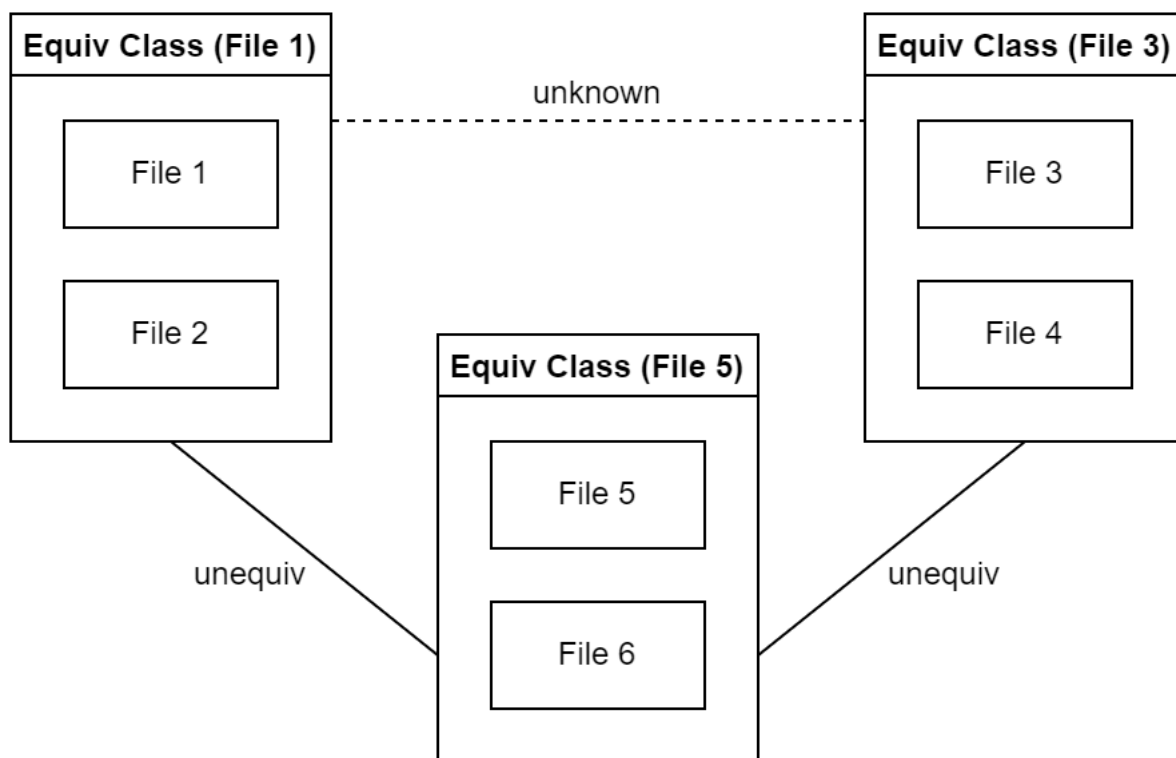 Equiv Class (File 1)
Equiv Class (File 3)
unknown
File 1
File 3
File 2
File 4
Equiv Class (File 5)
File 5
unequiv
unequiv
File 6